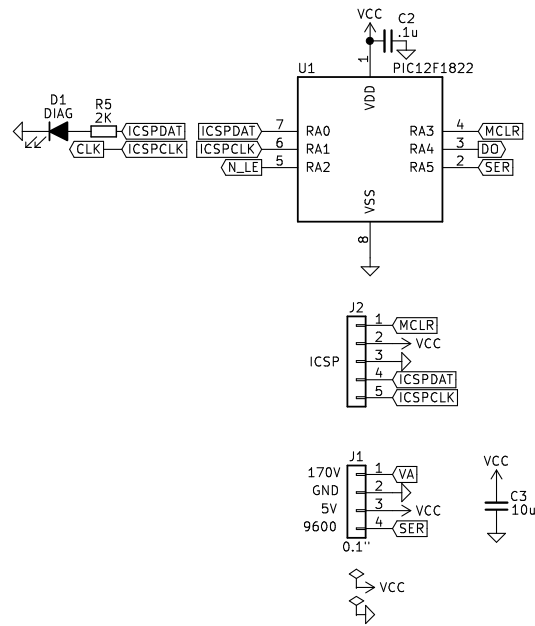 VCC
C2
.1u
1
U1
PIC12F1822
VDD
D1
DIAG
R5
2K
ICSPDAT
ICSPDAT
7
RA0
RA3
4
MCLR
CLK
ICSPCLK
ICSPCLK
6
RA1
RA4
3
DO
N_LE
5
RA2
RA5
2
SER
VSS
8
J2
1
MCLR
2
VCC
ICSP
3
4
ICSPDAT
5
ICSPCLK
J1
170V
1
VA
GND
2
5V
3
VCC
9600
4
SER
0.1"
VCC
C3
10u
VCC